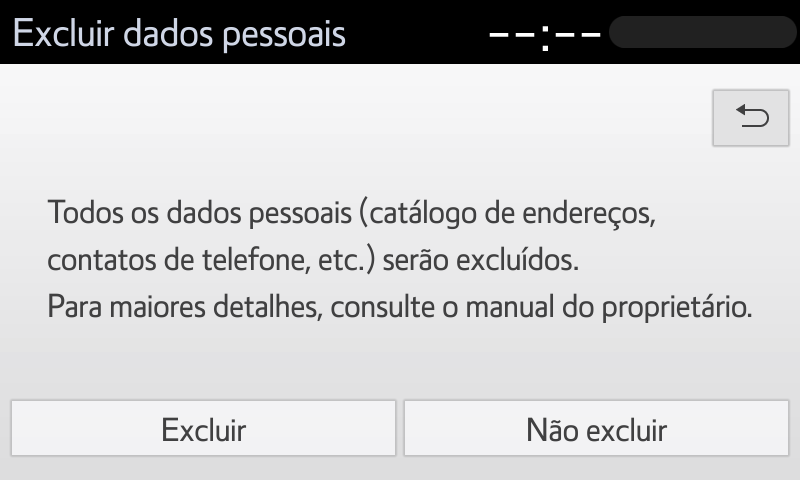 Excluir dados pessoais --:--
Todos os dados pessoais (catálogo de endereços,
contatos de telefone, etc.) serão excluídos.
Para maiores detalhes, consulte o manual do proprietário.
Excluir
Não excluir